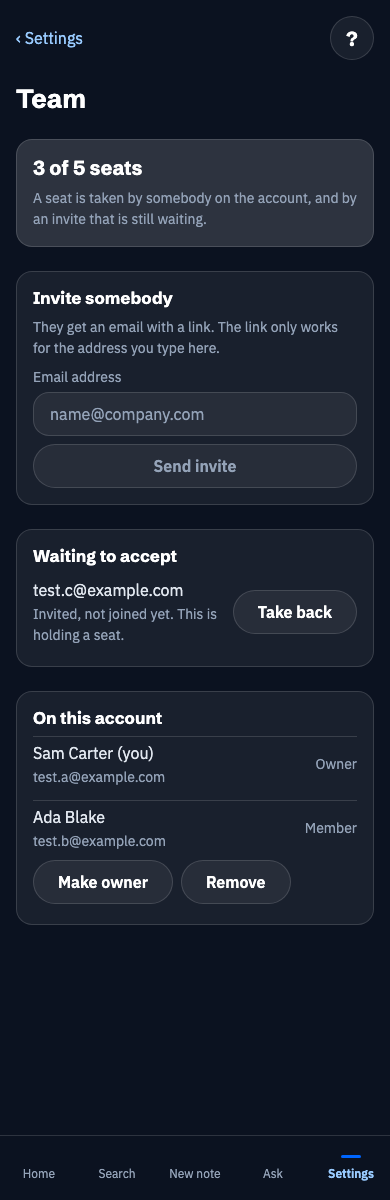 ‹ Settings
?
Team
3 of 5 seats
A seat is taken by somebody on the account, and by
an invite that is still waiting.
Invite somebody
They get an email with a link. The link only works
for the address you type here.
Email address
name@company.com
Send invite
Waiting to accept
test.c@example.com
Invited, not joined yet. This is
holding a seat.
Take back
On this account
Sam Carter (you)
test.a@example.com
Owner
Ada Blake
test.b@example.com
Member
Make owner
Remove
Home
Search
New note
Ask
Settings